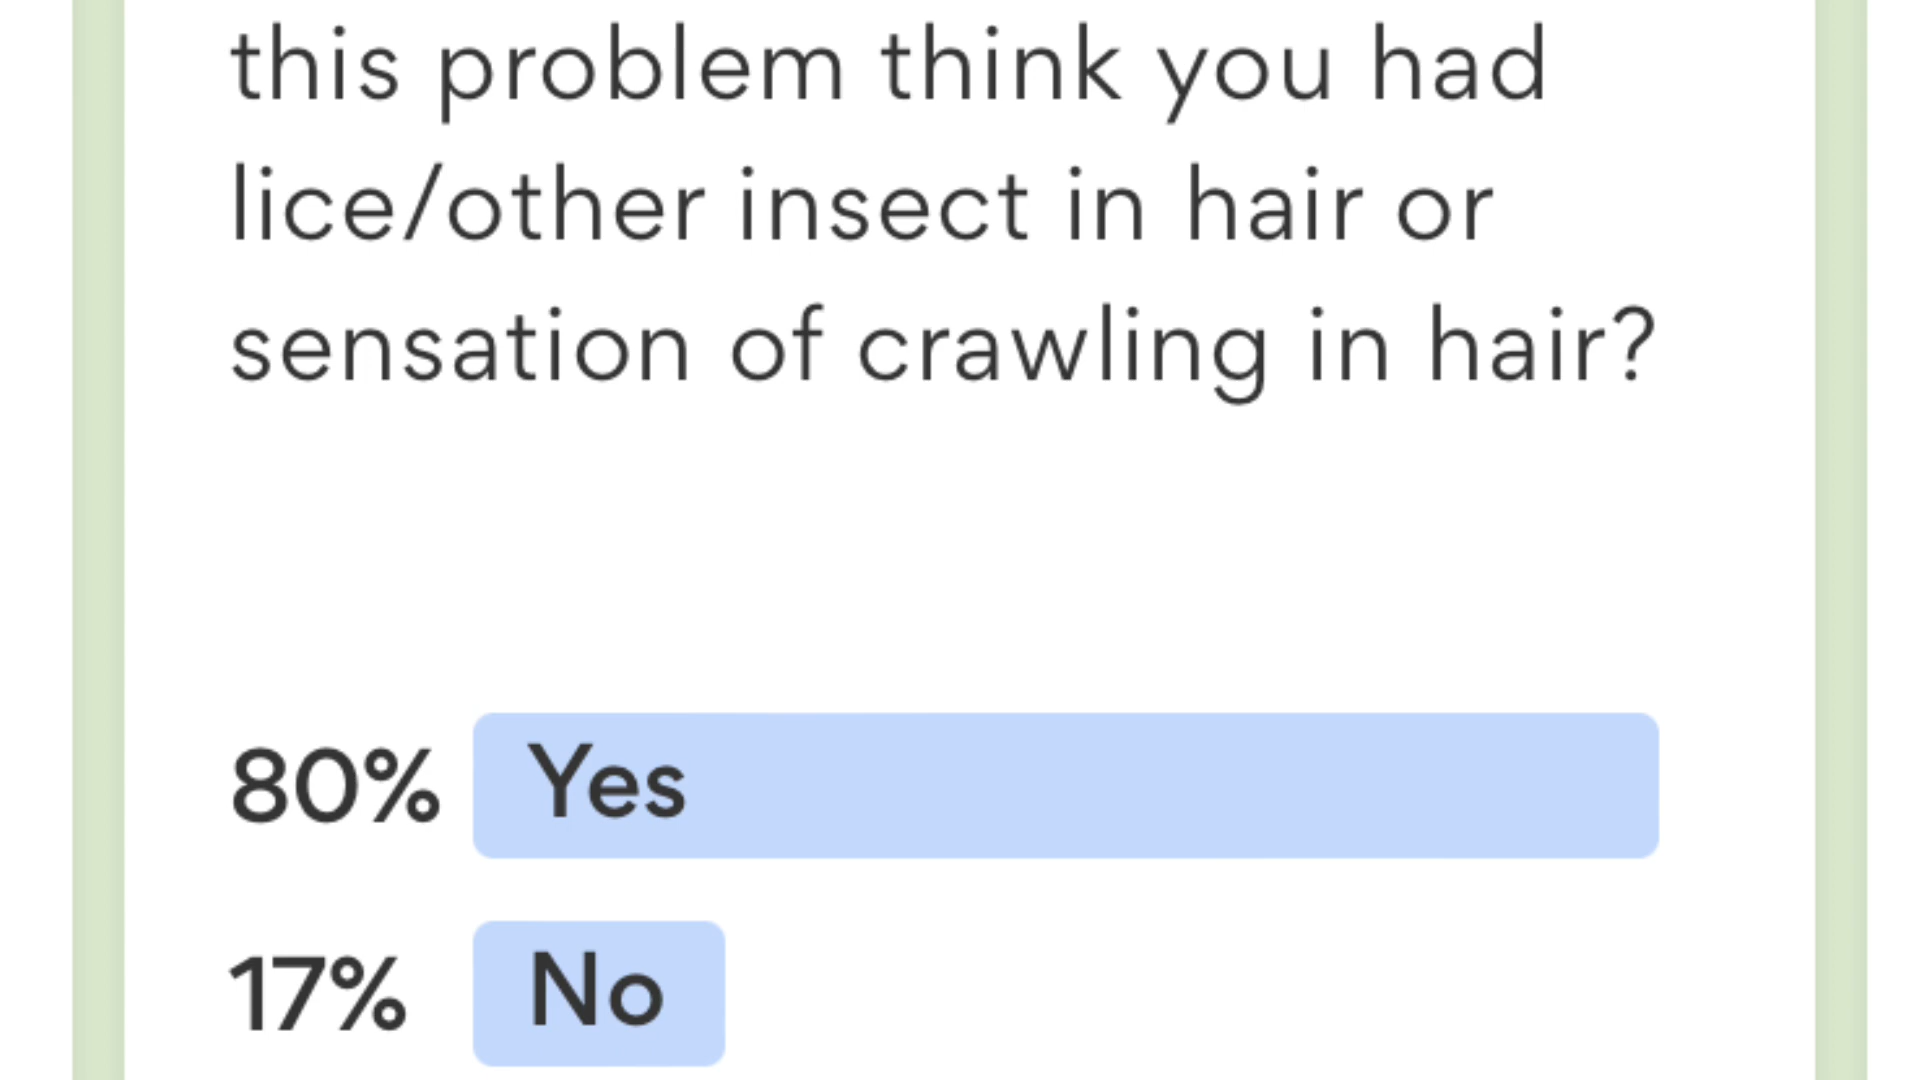 this problem think you had
lice/other insect in hair or
sensation of crawling in hair?
80% Yes
17% No